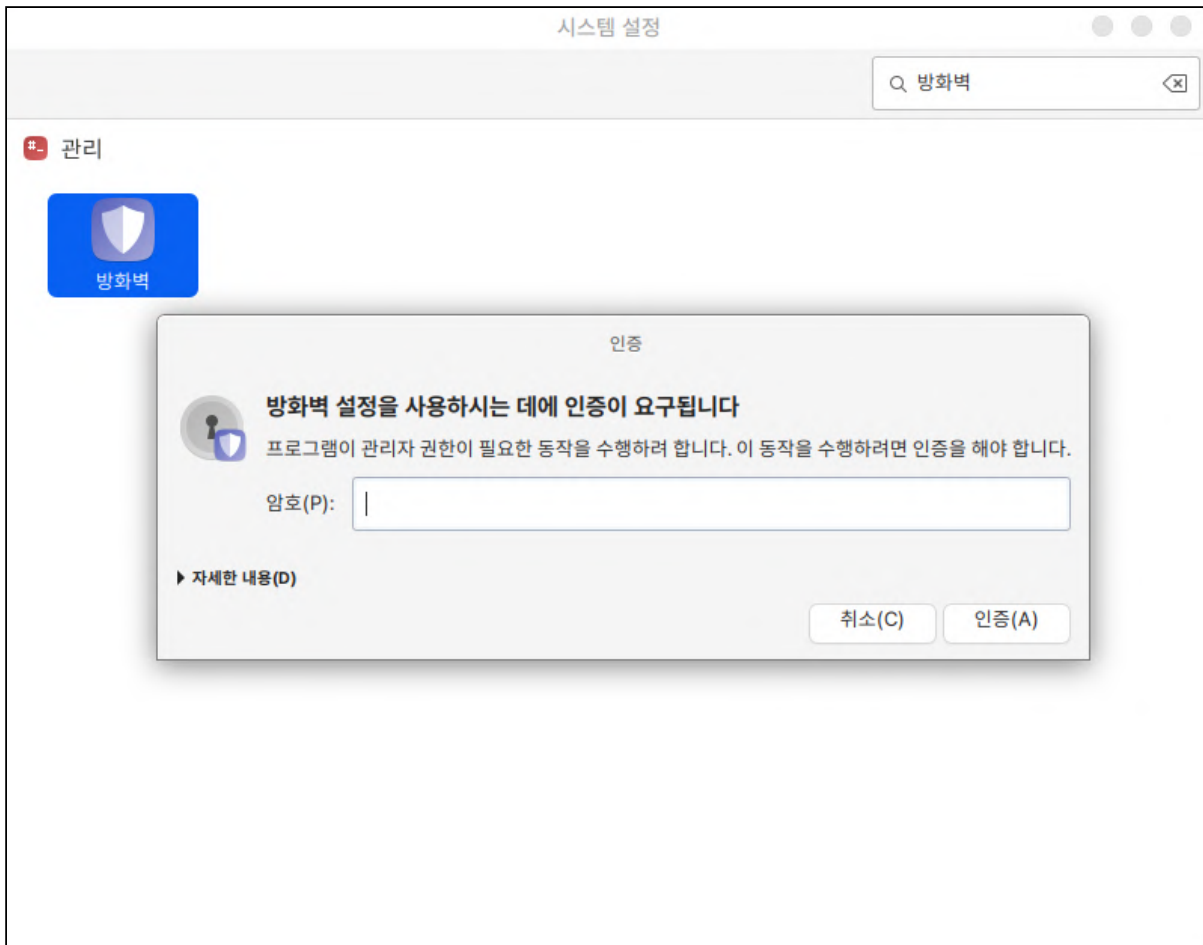 시스템 설정
방화벽
#_ 관리
방화벽
인증
방화벽 설정을 사용하시는 데에 인증이 요구됩니다
프로그램이 관리자 권한이 필요한 동작을 수행하려 합니다. 이 동작을 수행하려면 인증을 해야 합니다.
암호(P):
자세한 내용(D)
취소(C) 인증(A)